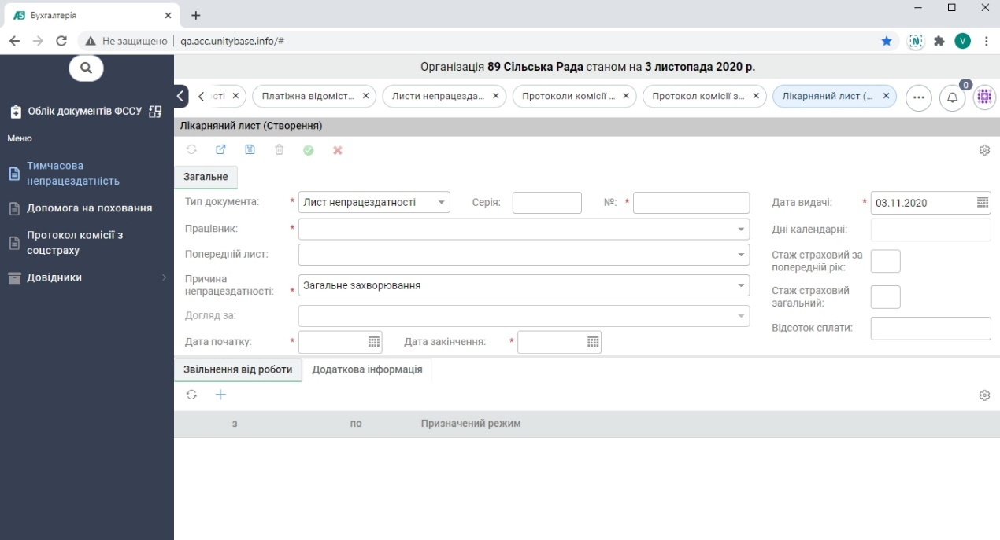 Бухгалтерія
Не защищено
qa.acc.unitybase.info/#
V
Організація 89 Сільська Рада станом на 3 листопада 2020 р.
Облік документів ФССУ
Меню
Тимчасова
непрацездатність
Допомога на поховання
Протокол комісії з
соцстраху
Довідники
сті
Платіжна відоміст...
Листи непрацезда...
Протоколи комісії ...
Протокол комісії з...
Лікарняний лист (...
0
Лікарняний лист (Створення)
Загальне
Тип документа: * Лист непрацездатності Серія: №: * Дата видачі: * 03.11.2020
Працівник: * Дні календарні:
Попередній лист: Стаж страховий за
попередній рік:
Причина
непрацездатності: * Загальне захворювання Стаж страховий
загальний:
Догляд за: Відсоток сплати:
Дата початку: * Дата закінчення: *
Звільнення від роботи Додаткова інформація
з по Призначений режим